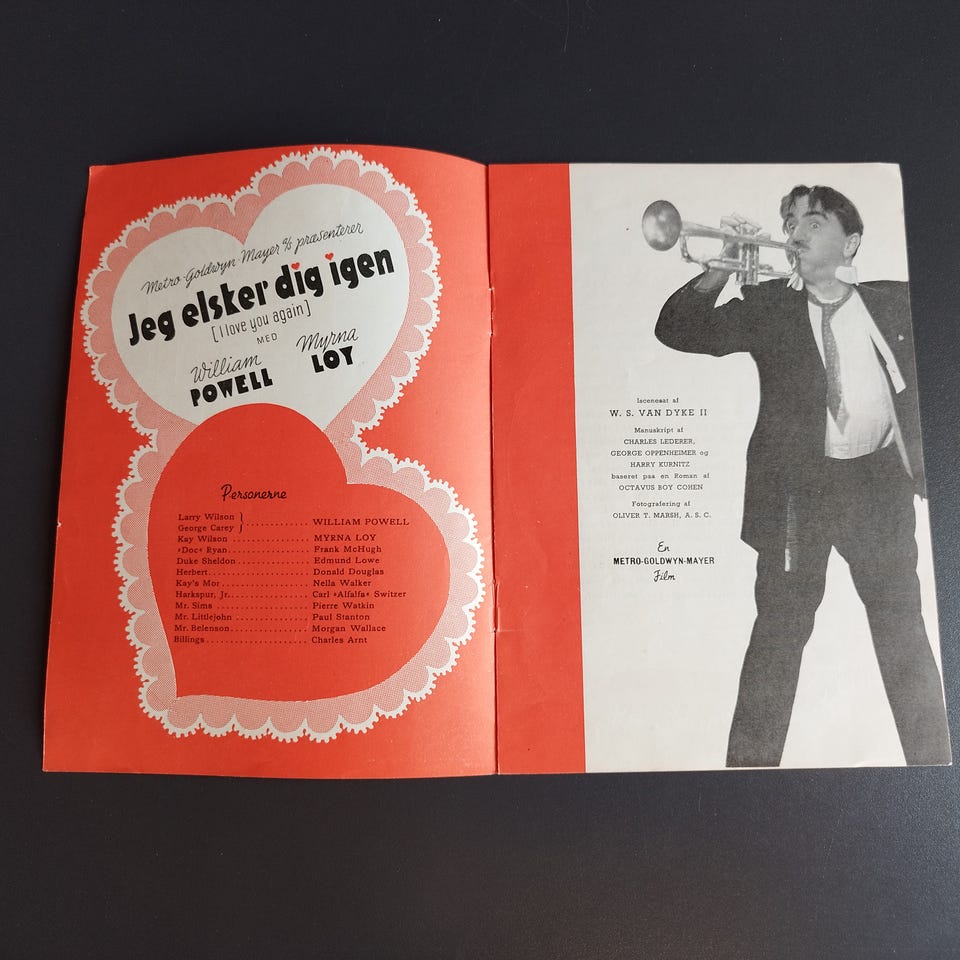 Metro-Goldwyn-Mayer A/S præsenterer
Jeg elsker dig igen
[I love you again]
MED
William POWELL
Myrna LOY
Personerne
Larry Wilson
George Carey } ............ WILLIAM POWELL
Kay Wilson ............... MYRNA LOY
»Doc« Ryan............... Frank McHugh
Duke Sheldon ............. Edmund Lowe
Herbert.................. Donald Douglas
Kay's Mor ................ Nella Walker
Harkspur, Jr............... Carl »Alfalfa« Switzer
Mr. Sims ................. Pierre Watkin
Mr. Littlejohn ............. Paul Stanton
Mr. Belenson.............. Morgan Wallace
Billings................... Charles Arnt
Iscenesat af
W. S. VAN DYKE II
Manuskript af
CHARLES LEDERER,
GEORGE OPPENHEIMER og
HARRY KURNITZ
baseret paa en Roman af
OCTAVUS BOY COHEN
Fotografering af
OLIVER T. MARSH, A. S. C.
En
METRO-GOLDWYN-MAYER
Film